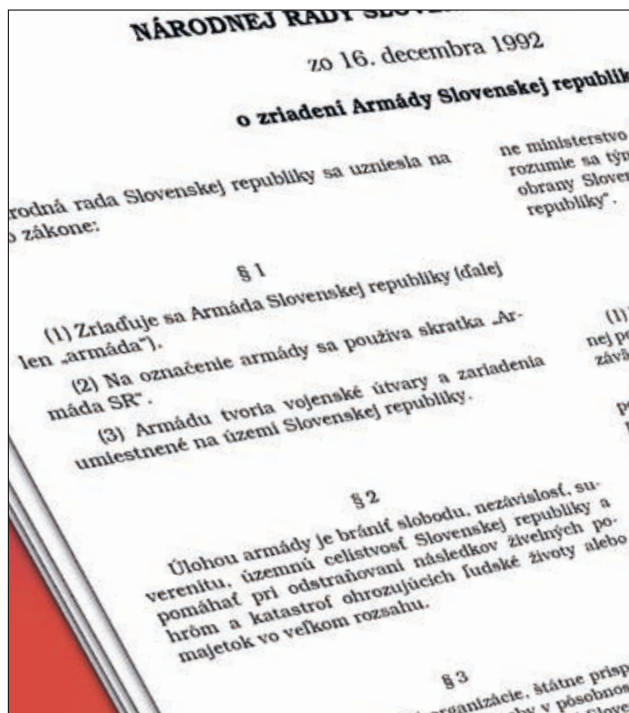 NÁRODNEJ RADY
zo 16. decembra 1992
o zriadení Armády Slovenskej
rada Slovenskej republiky sa uzniesla na
zákone:
§ 1
(1) Zriaďuje sa Armáda Slovenskej republiky (ďalej
len „armáda“).
(2) Na označenie armády sa používa skratka „Ar-
máda SR“.
(3) Armádu tvoria vojenské útvary a zariadenia
umiestnené na území Slovenskej republiky.
§ 2
Úlohou armády je brániť slobodu, nezávislosť, su-
verenitu, územnú celistvosť Slovenskej republiky a
pomáhať pri odstraňovaní následkov živelných po-
hrôm a katastrof ohrozujúcich ľudské životy alebo
majetok vo veľkom rozsahu.
§ 3
organizácie, štátne
v
ne ministerstvo
rozumie sa
obrany
republiky“.
(1)
nej